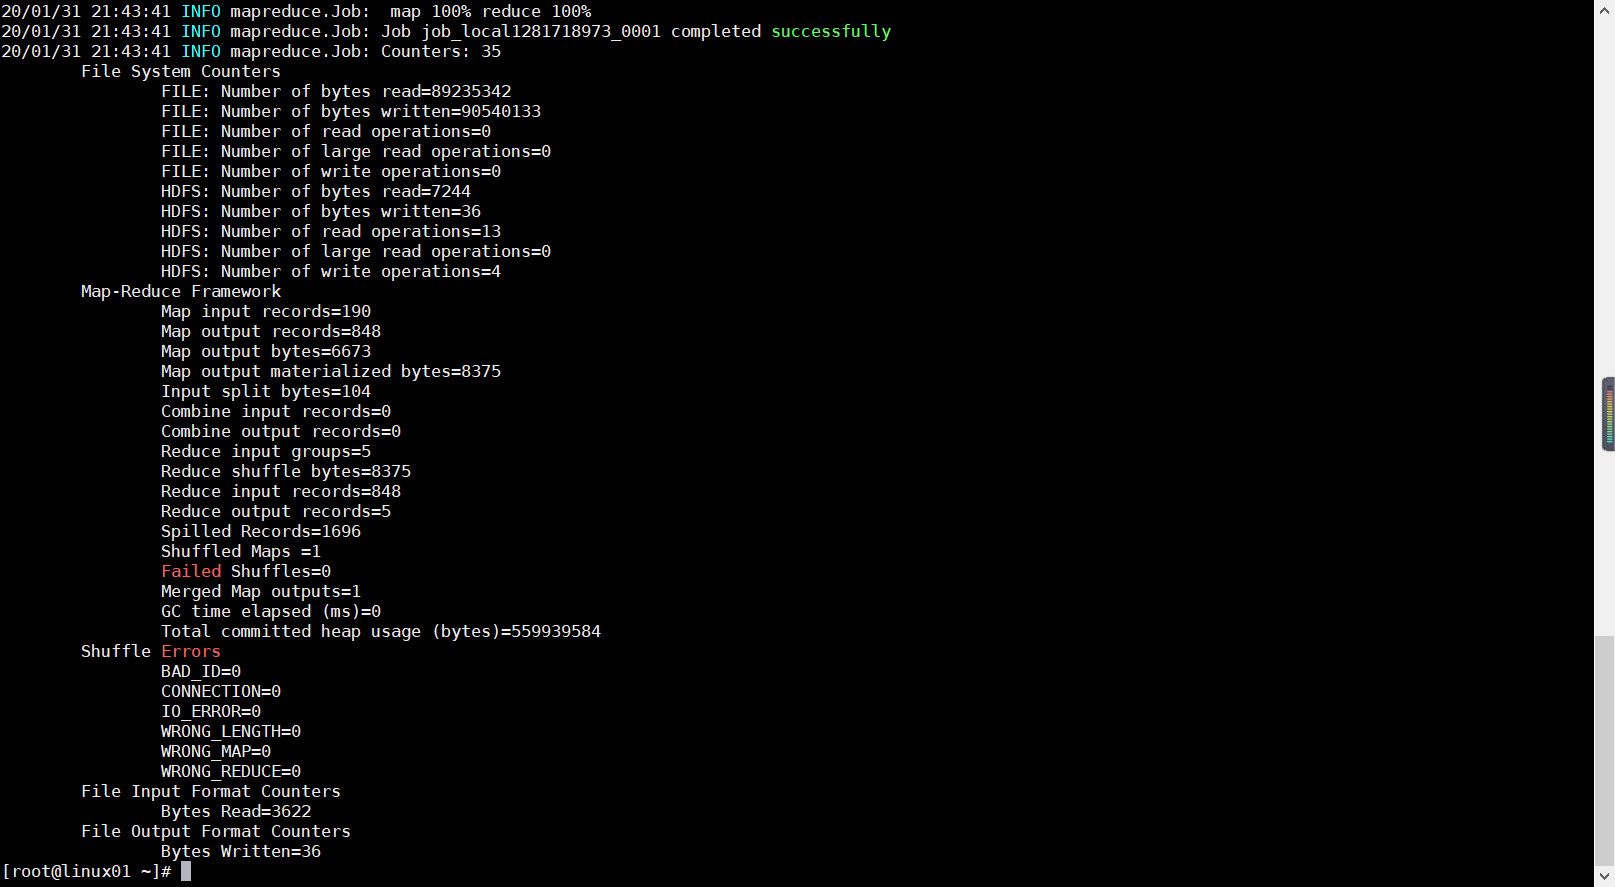 20/01/31 21:43:41 INFO mapreduce.Job:  map 100% reduce 100%
20/01/31 21:43:41 INFO mapreduce.Job: Job job_local1281718973_0001 completed successfully
20/01/31 21:43:41 INFO mapreduce.Job: Counters: 35
File System Counters
FILE: Number of bytes read=89235342
FILE: Number of bytes written=90540133
FILE: Number of read operations=0
FILE: Number of large read operations=0
FILE: Number of write operations=0
HDFS: Number of bytes read=7244
HDFS: Number of bytes written=36
HDFS: Number of read operations=13
HDFS: Number of large read operations=0
HDFS: Number of write operations=4
Map-Reduce Framework
Map input records=190
Map output records=848
Map output bytes=6673
Map output materialized bytes=8375
Input split bytes=104
Combine input records=0
Combine output records=0
Reduce input groups=5
Reduce shuffle bytes=8375
Reduce input records=848
Reduce output records=5
Spilled Records=1696
Shuffled Maps =1
Failed Shuffles=0
Merged Map outputs=1
GC time elapsed (ms)=0
Total committed heap usage (bytes)=559939584
Shuffle Errors
BAD_ID=0
CONNECTION=0
IO_ERROR=0
WRONG_LENGTH=0
WRONG_MAP=0
WRONG_REDUCE=0
File Input Format Counters
Bytes Read=3622
File Output Format Counters
Bytes Written=36
[root@linux01 ~]#